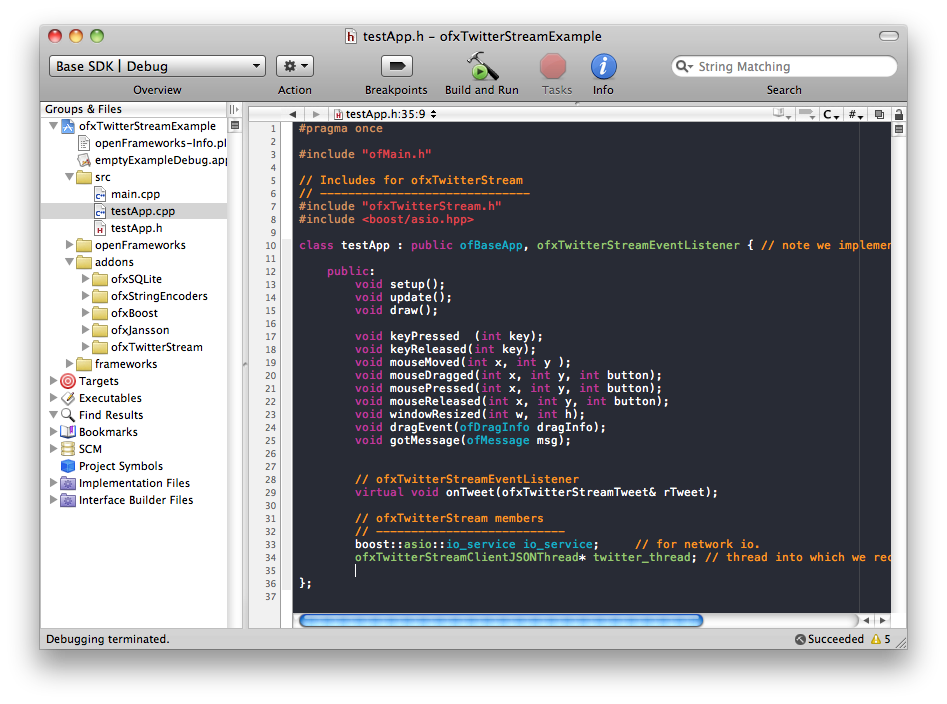 testApp.h – ofxTwitterStreamExample
Base SDK | Debug
String Matching
Overview
Action
Breakpoints
Build and Run
Tasks
Info
Search
Groups & Files
ofxTwitterStreamExample
openFrameworks-Info.pl
emptyExampleDebug.app
src
main.cpp
testApp.cpp
testApp.h
openFrameworks
addons
ofxSQLite
ofxStringEncoders
ofxBoost
ofxJansson
ofxTwitterStream
frameworks
Targets
Executables
Find Results
Bookmarks
SCM
Project Symbols
Implementation Files
Interface Builder Files
testApp.h:35:9
C
#
1 #pragma once
2
3 #include "ofMain.h"
4
5 // Includes for ofxTwitterStream
6 // ------------------------------
7 #include "ofxTwitterStream.h"
8 #include <boost/asio.hpp>
9
10 class testApp : public ofBaseApp, ofxTwitterStreamEventListener { // note we implemen
11
12 public:
13 void setup();
14 void update();
15 void draw();
16
17 void keyPressed  (int key);
18 void keyReleased(int key);
19 void mouseMoved(int x, int y );
20 void mouseDragged(int x, int y, int button);
21 void mousePressed(int x, int y, int button);
22 void mouseReleased(int x, int y, int button);
23 void windowResized(int w, int h);
24 void dragEvent(ofDragInfo dragInfo);
25 void gotMessage(ofMessage msg);
26
27
28 // ofxTwitterStreamEventListener
29 virtual void onTweet(ofxTwitterStreamTweet& rTweet);
30
31 // ofxTwitterStream members
32 // ---------------------------
33 boost::asio::io_service io_service;     // for network io.
34 ofxTwitterStreamClientJSONThread* twitter_thread; // thread into which we rec
35
36 };
37
Debugging terminated.
Succeeded
5